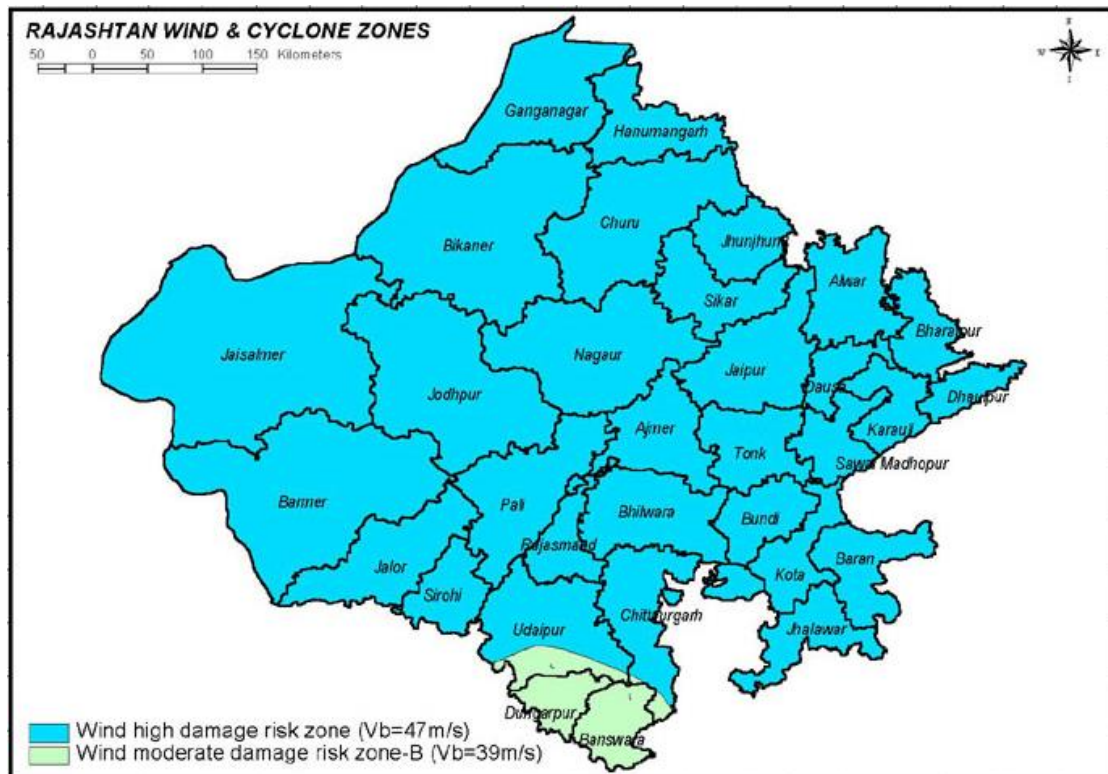 RAJASHTAN WIND & CYCLONE ZONES
50 0 50 100 150 Kilometers
N
W
Ganganagar
Hanumangarh
Churu
Bikaner
Jhunjhun
Alwar
Sikar
Bharatpur
Jaisalmer
Nagaur
Jaipur
Dausa
Dhaulpur
Jodhpur
Ajmer
Karauli
Tonk
Sawai Madhopur
Barmer
Pali
Bhilwara
Bundi
Rajasmand
Baran
Jalor
Kota
Sirohi
Chittaurgarh
Udaipur
Jhalawar
Dungarpur
Banswara
Wind high damage risk zone (Vb=47m/s)
Wind moderate damage risk zone-B (Vb=39m/s)